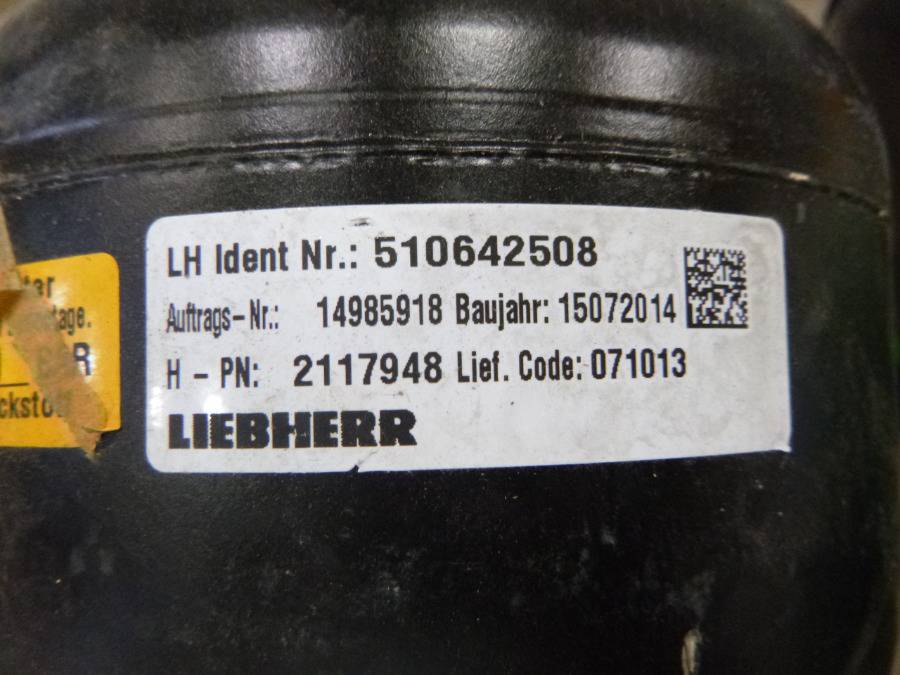 LH Ident Nr.: 510642508
Auftrags-Nr.: 14985918 Baujahr: 15072014
H - PN: 2117948 Lief. Code: 071013
LIEBHERR